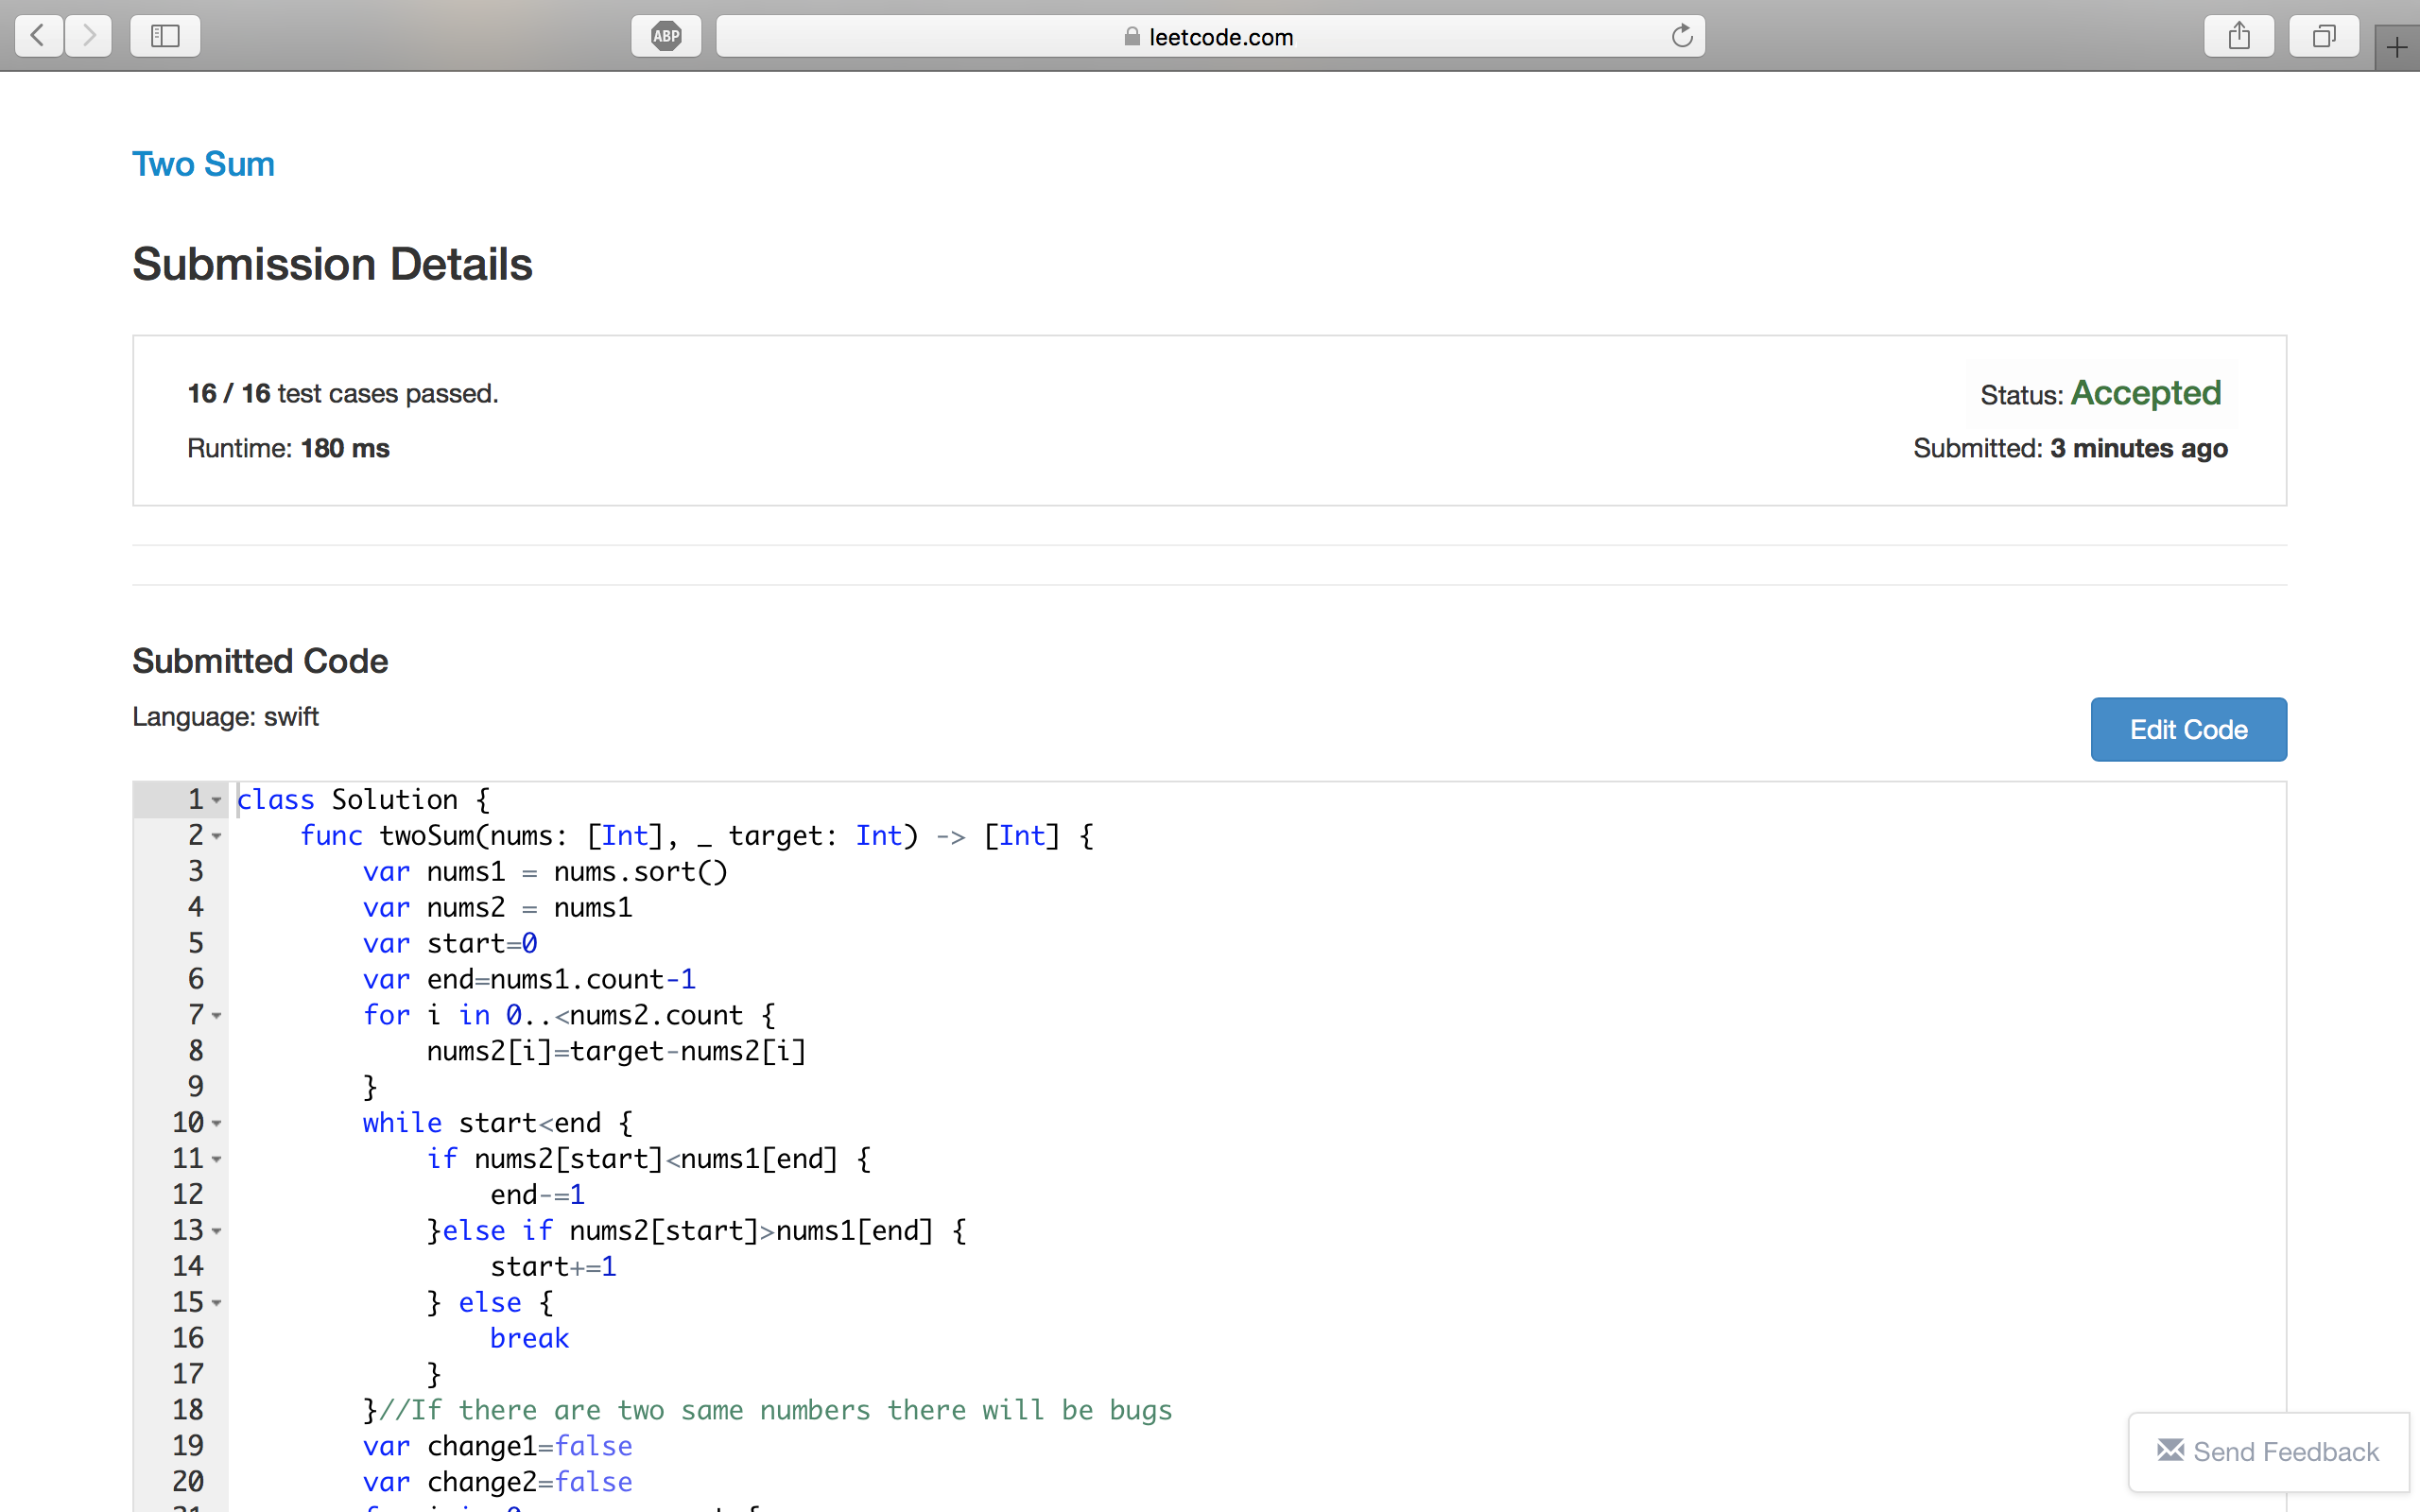 ABP
leetcode.com
Two Sum
Submission Details
16 / 16 test cases passed.
Status: Accepted
Runtime: 180 ms
Submitted: 3 minutes ago
Submitted Code
Language: swift
Edit Code
1 class Solution {
2     func twoSum(nums: [Int], _ target: Int) -> [Int] {
3         var nums1 = nums.sort()
4         var nums2 = nums1
5         var start=0
6         var end=nums1.count-1
7         for i in 0..<nums2.count {
8             nums2[i]=target-nums2[i]
9         }
10         while start<end {
11             if nums2[start]<nums1[end] {
12                 end-=1
13             }else if nums2[start]>nums1[end] {
14                 start+=1
15             } else {
16                 break
17             }
18         }//If there are two same numbers there will be bugs
19         var change1=false
20         var change2=false
Send Feedback